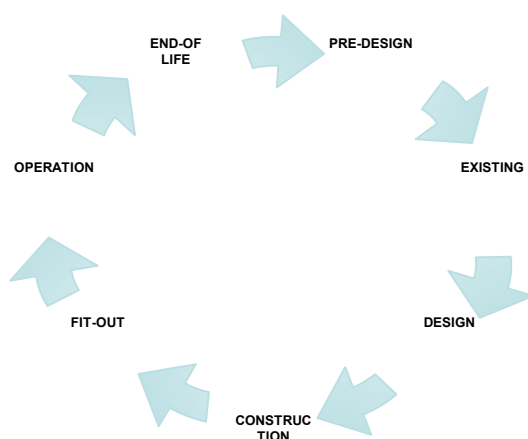 END-OF
LIFE
PRE-DESIGN
EXISTING
DESIGN
CONSTRUC
TION
FIT-OUT
OPERATION